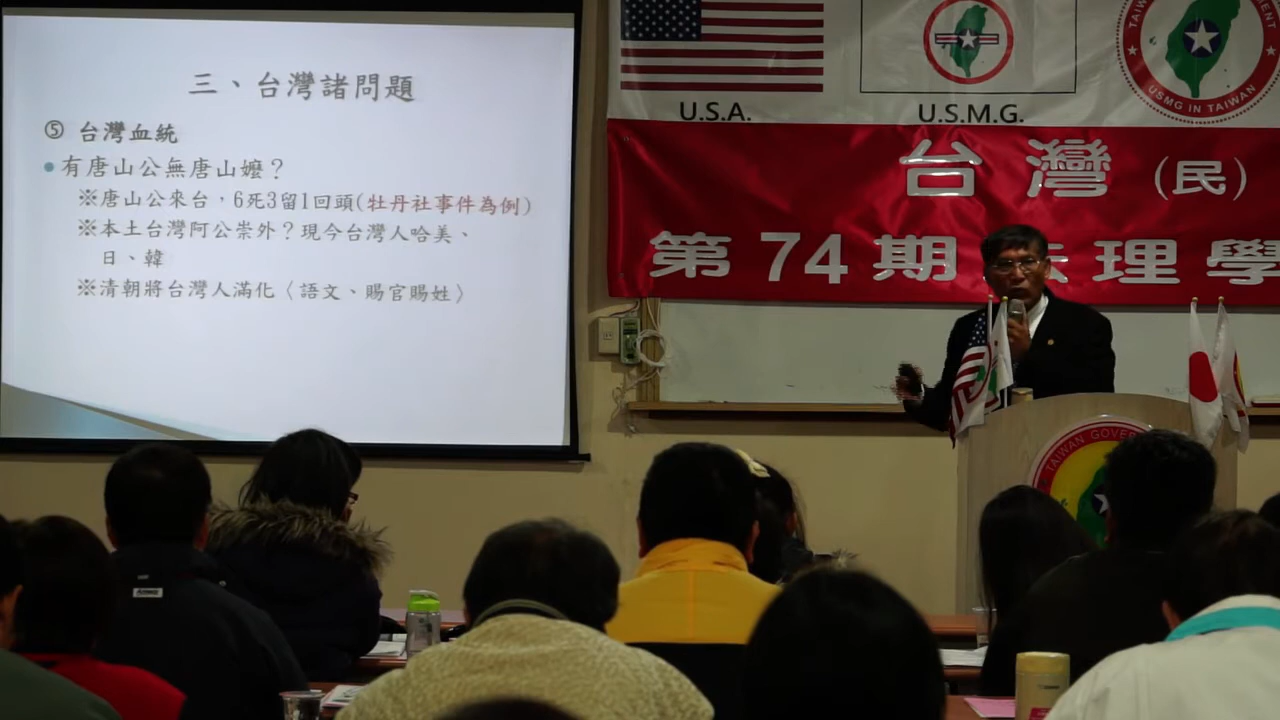 三、台灣諸問題
⑤ 台灣血統
有唐山公無唐山嬤？
※唐山公來台，6死3留1回頭(牡丹社事件為例)
※本土台灣阿公崇外？現今台灣人哈美、
日、韓
※清朝將台灣人滿化〈語文、賜官賜姓〉
U.S.A.
U.S.M.G.
USMG IN TAIWAN
台灣(民)
第74期法理學
TAIWAN GOVER